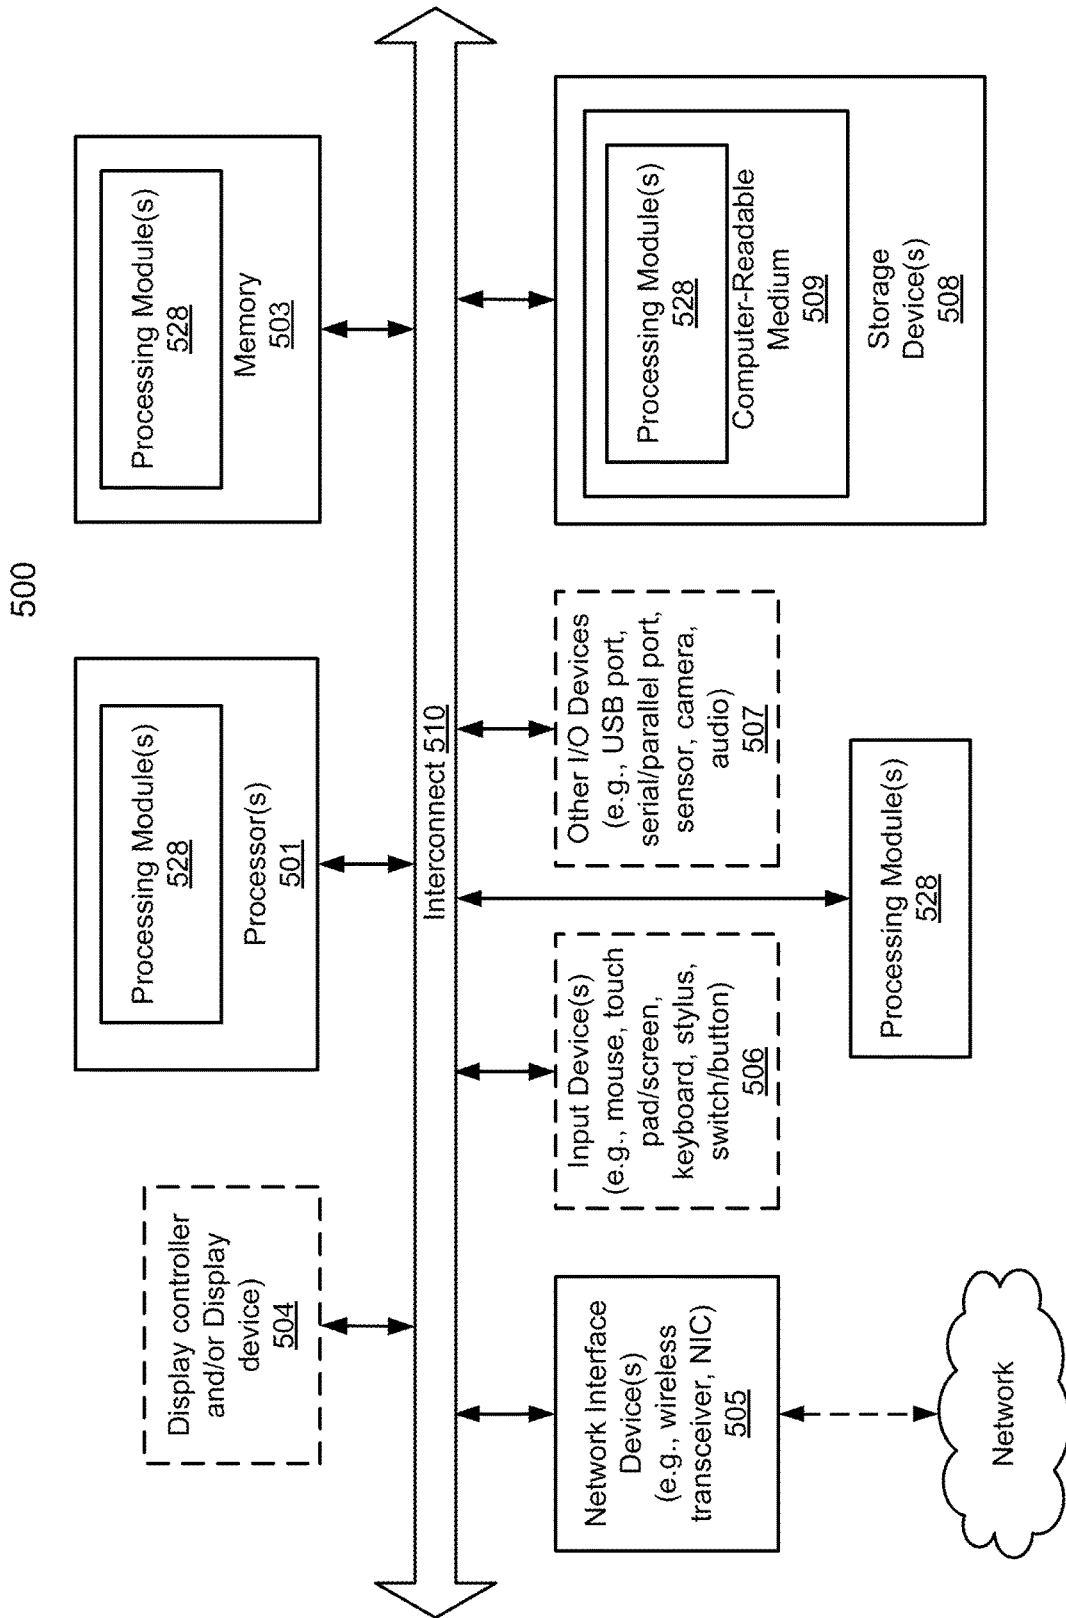 500
Display controller
and/or Display
device)
504
Processing Module(s)
528
Processor(s)
501
Processing Module(s)
528
Memory
503
Interconnect 510
Network Interface
Device(s)
(e.g., wireless
transceiver, NIC)
505
Input Device(s)
(e.g., mouse, touch
pad/screen,
keyboard, stylus,
switch/button)
506
Other I/O Devices
(e.g., USB port,
serial/parallel port,
sensor, camera,
audio)
507
Processing Module(s)
528
Computer-Readable
Medium
509
Storage
Device(s)
508
Processing Module(s)
528
Network